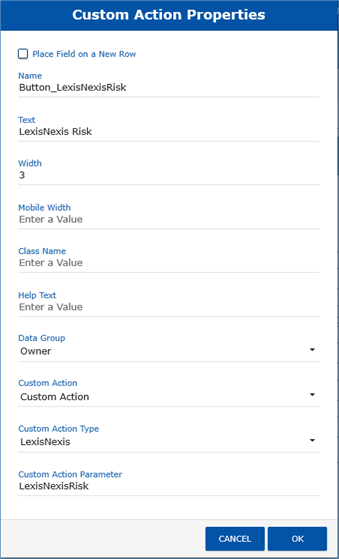 Custom Action Properties
Place Field on a New Row
Name
Button_LexisNexisRisk
Text
LexisNexis Risk
Width
3
Mobile Width
Enter a Value
Class Name
Enter a Value
Help Text
Enter a Value
Data Group
Owner
Custom Action
Custom Action
Custom Action Type
LexisNexis
Custom Action Parameter
LexisNexisRisk
CANCEL OK